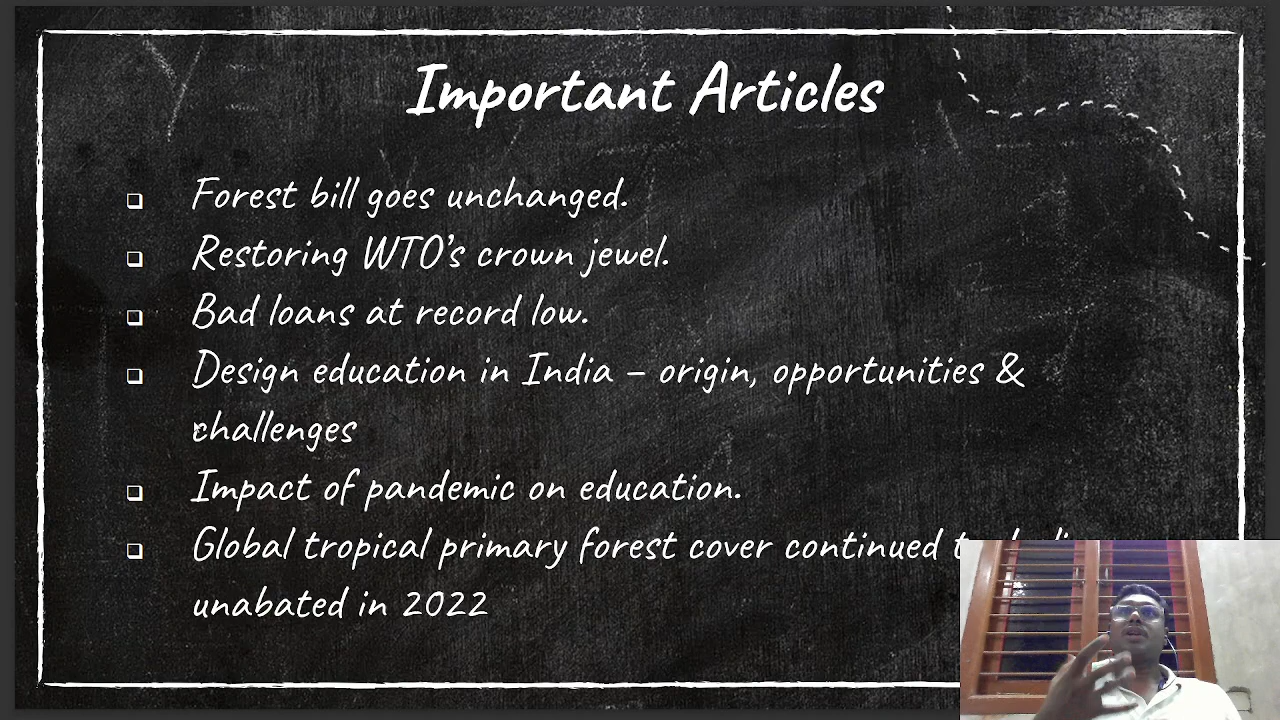 Important Articles
Forest bill goes unchanged.
Restoring WTO's crown jewel.
Bad loans at record low.
Design education in India – origin, opportunities &
challenges
Impact of pandemic on education.
Global tropical primary forest cover continued
unabated in 2022